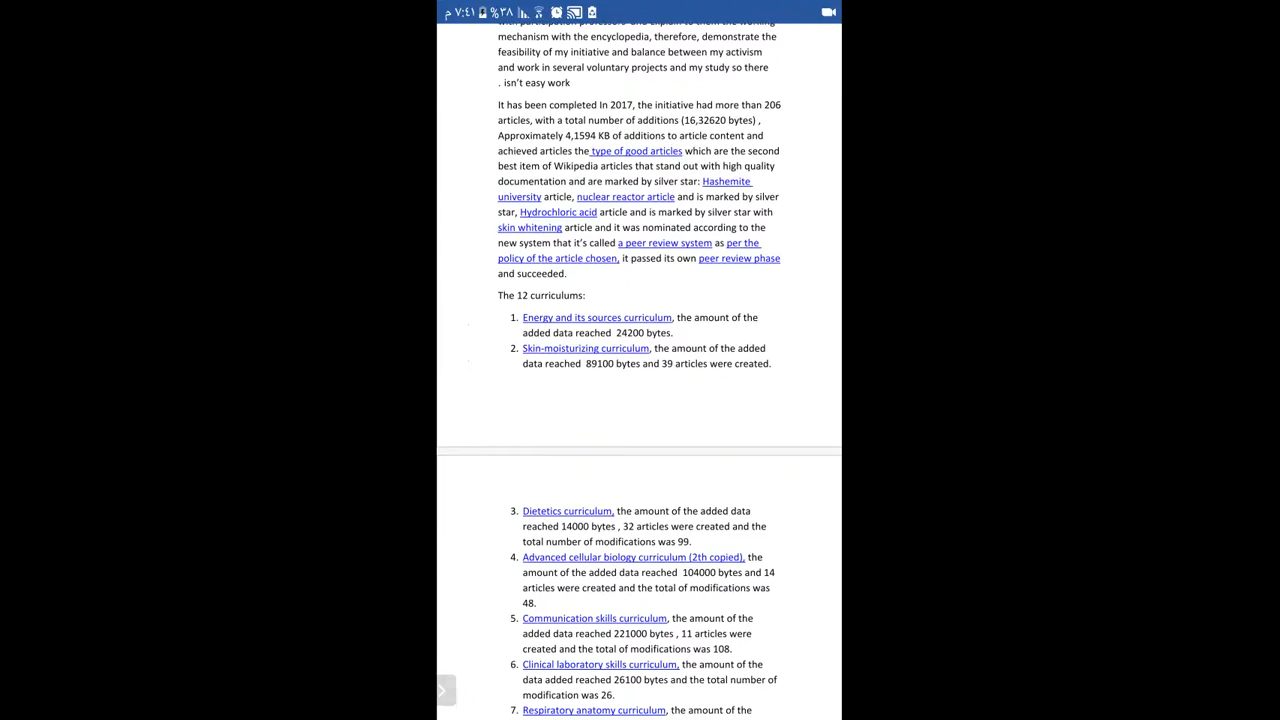 م ٧:٤١ %٣٨
mechanism with the encyclopedia, therefore, demonstrate the
feasibility of my initiative and balance between my activism
and work in several voluntary projects and my study so there
. isn't easy work
It has been completed In 2017, the initiative had more than 206
articles, with a total number of additions (16,32620 bytes) ,
Approximately 4,1594 KB of additions to article content and
achieved articles the type of good articles which are the second
best item of Wikipedia articles that stand out with high quality
documentation and are marked by silver star: Hashemite
university article, nuclear reactor article and is marked by silver
star, Hydrochloric acid article and is marked by silver star with
skin whitening article and it was nominated according to the
new system that it's called a peer review system as per the
policy of the article chosen, it passed its own peer review phase
and succeeded.
The 12 curriculums:
1. Energy and its sources curriculum, the amount of the
added data reached 24200 bytes.
2. Skin-moisturizing curriculum, the amount of the added
data reached 89100 bytes and 39 articles were created.
3. Dietetics curriculum, the amount of the added data
reached 14000 bytes , 32 articles were created and the
total number of modifications was 99.
4. Advanced cellular biology curriculum (2th copied), the
amount of the added data reached 104000 bytes and 14
articles were created and the total of modifications was
48.
5. Communication skills curriculum, the amount of the
added data reached 221000 bytes , 11 articles were
created and the total of modifications was 108.
6. Clinical laboratory skills curriculum, the amount of the
data added reached 26100 bytes and the total number of
modification was 26.
7. Respiratory anatomy curriculum, the amount of the